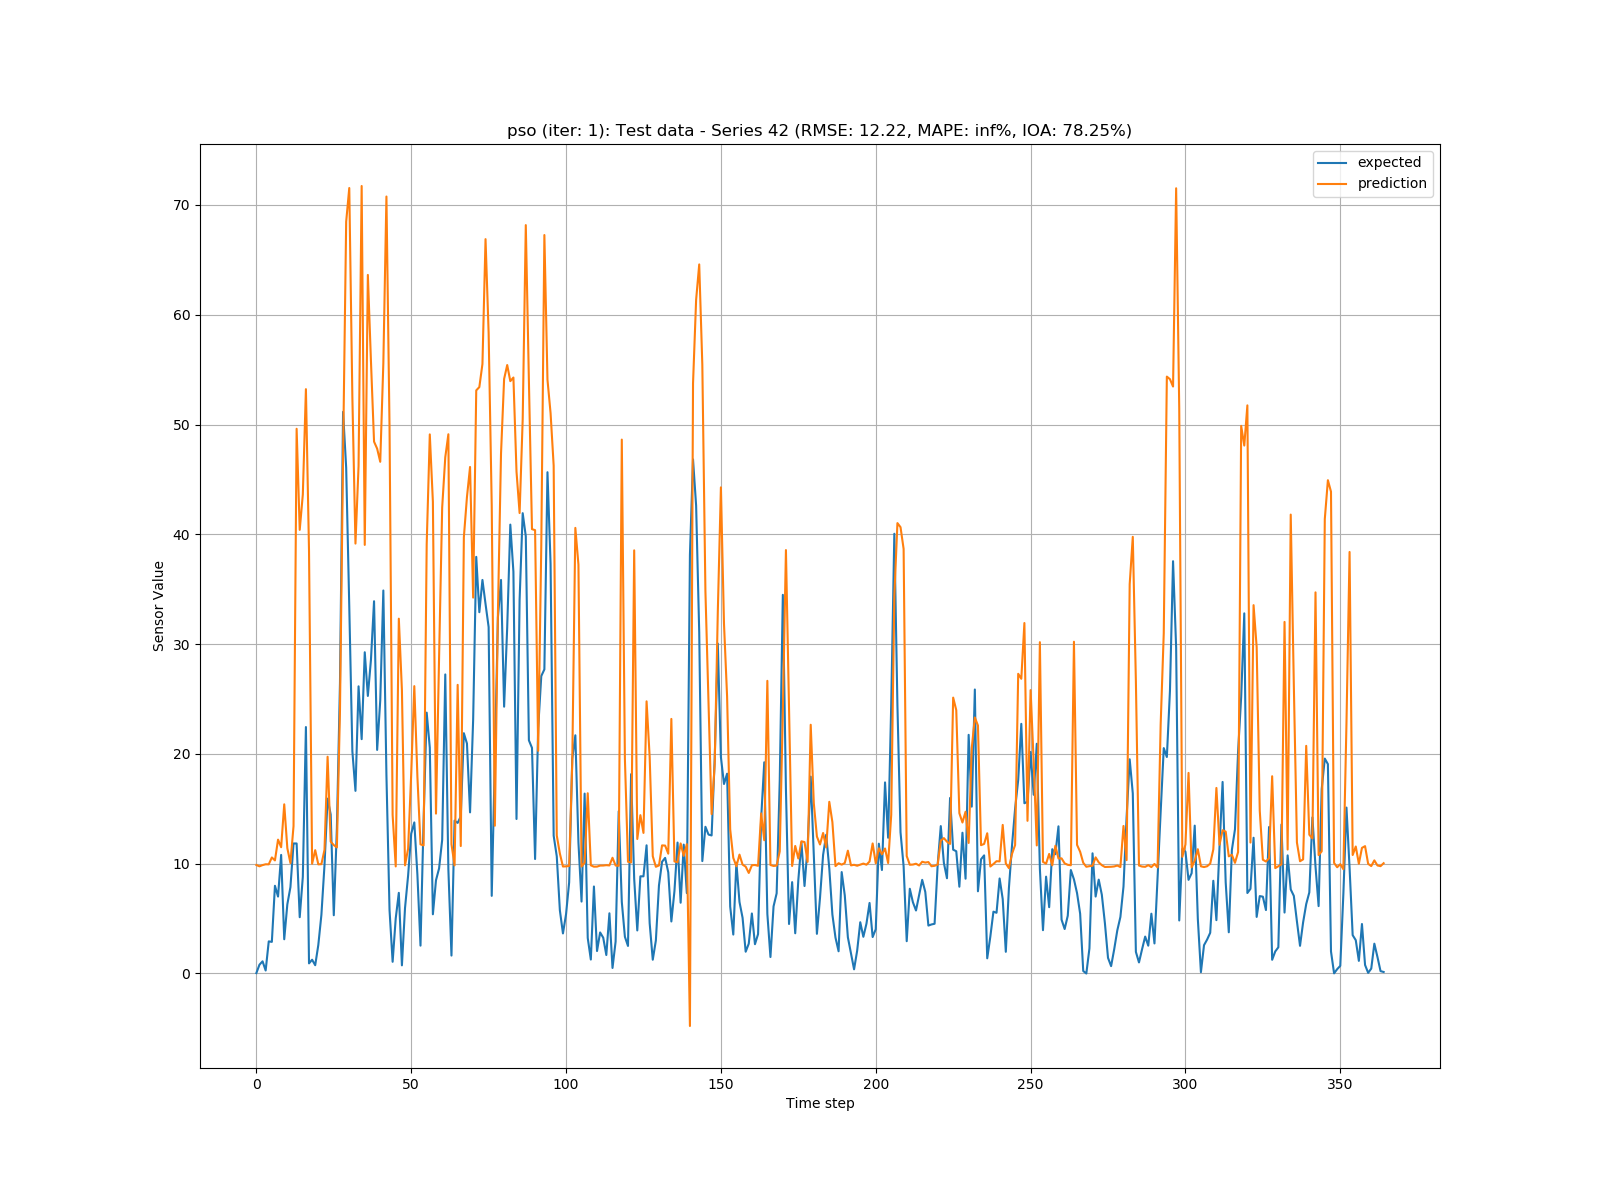 pso (iter: 1): Test data - Series 42 (RMSE: 12.22, MAPE: inf%, IOA: 78.25%)
expected
prediction
70
60
50
40
30
20
10
0
Sensor Value
0 50 100 150 200 250 300 350
Time step